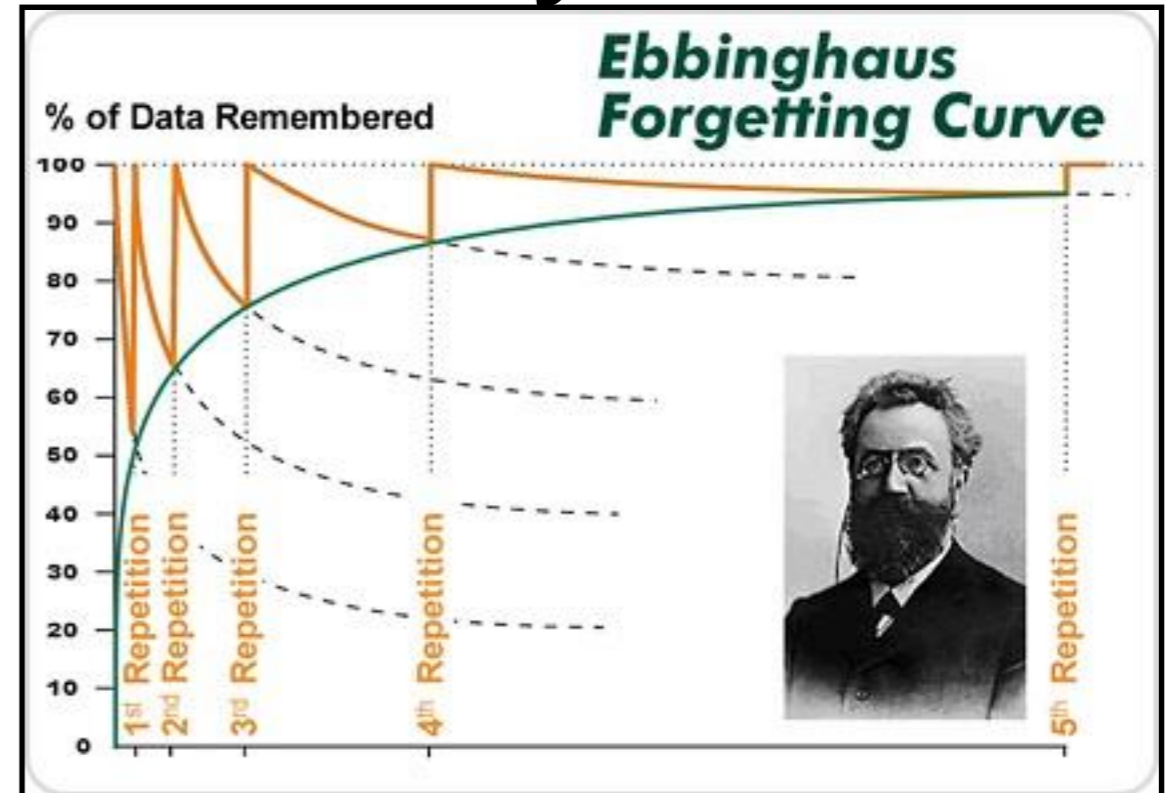 Ebbinghaus
Forgetting Curve
% of Data Remembered
100
90
80
70
60
50
40
30
20
10
0
1st Repetition
2nd Repetition
3rd Repetition
4th Repetition
5th Repetition